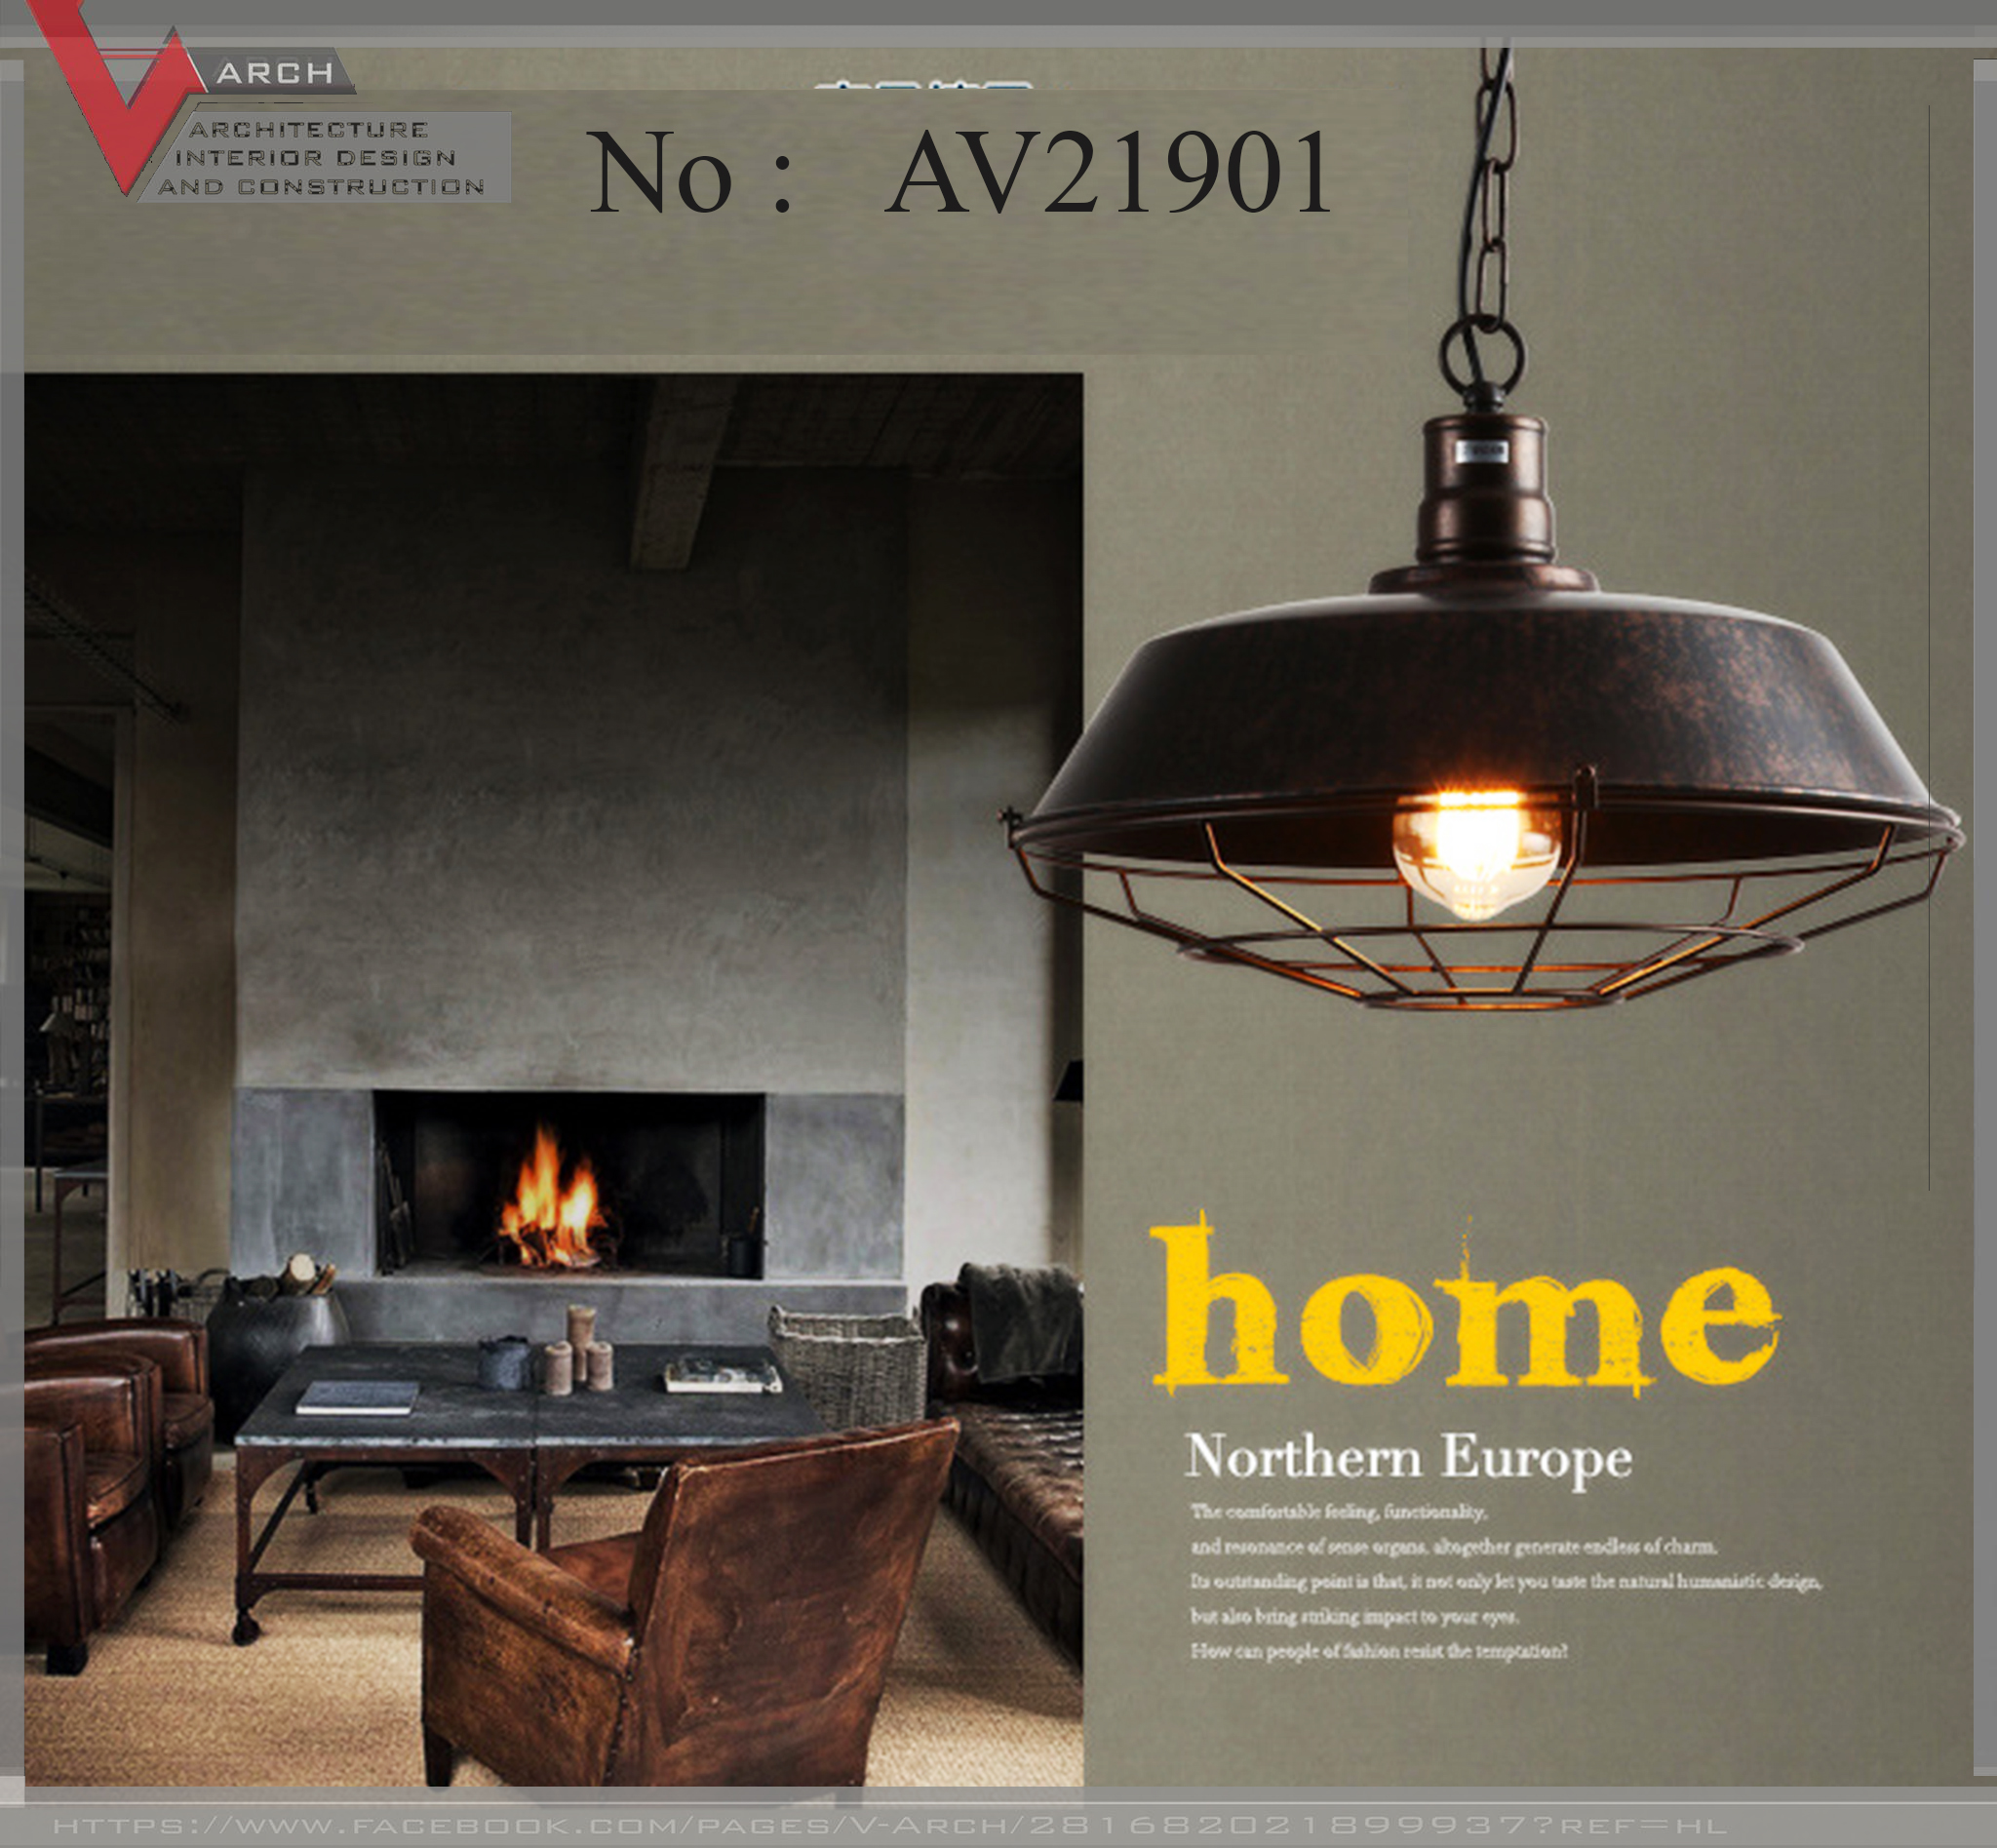 ARCH
ARCHITECTURE
INTERIOR DESIGN
AND CONSTRUCTION
No : AV21901
home
Northern Europe
The comfortable feeling, functionality,
and resonance of sense organs. altogether generate endless of charm.
Its outstanding point is that, it not only let you taste the natural humanistic design,
but also bring striking impact to your eyes.
How can people of fashion resist the temptation?
HTTPS://WWW.FACEBOOK.COM/PAGES/V-ARCH/281682021899937?REF=HL